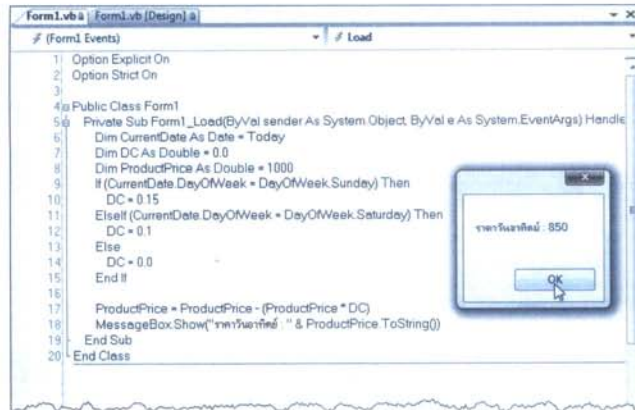 Form1.vb Form1.vb [Design]
(Form1 Events) Load
1 Option Explicit On
2 Option Strict On
3
4 Public Class Form1
5 Private Sub Form1_Load(ByVal sender As System.Object, ByVal e As System.EventArgs) Handle
6 Dim CurrentDate As Date = Today
7 Dim DC As Double = 0.0
8 Dim ProductPrice As Double = 1000
9 If (CurrentDate.DayOfWeek = DayOfWeek.Sunday) Then
10 DC = 0.15
11 ElseIf (CurrentDate.DayOfWeek = DayOfWeek.Saturday) Then
12 DC = 0.1
13 Else
14 DC = 0.0
15 End If
16
17 ProductPrice = ProductPrice - (ProductPrice * DC)
18 MessageBox.Show("ราคาวันอาทิตย์ : " & ProductPrice.ToString())
19 End Sub
20 End Class
ราคาวันอาทิตย์ : 850
OK